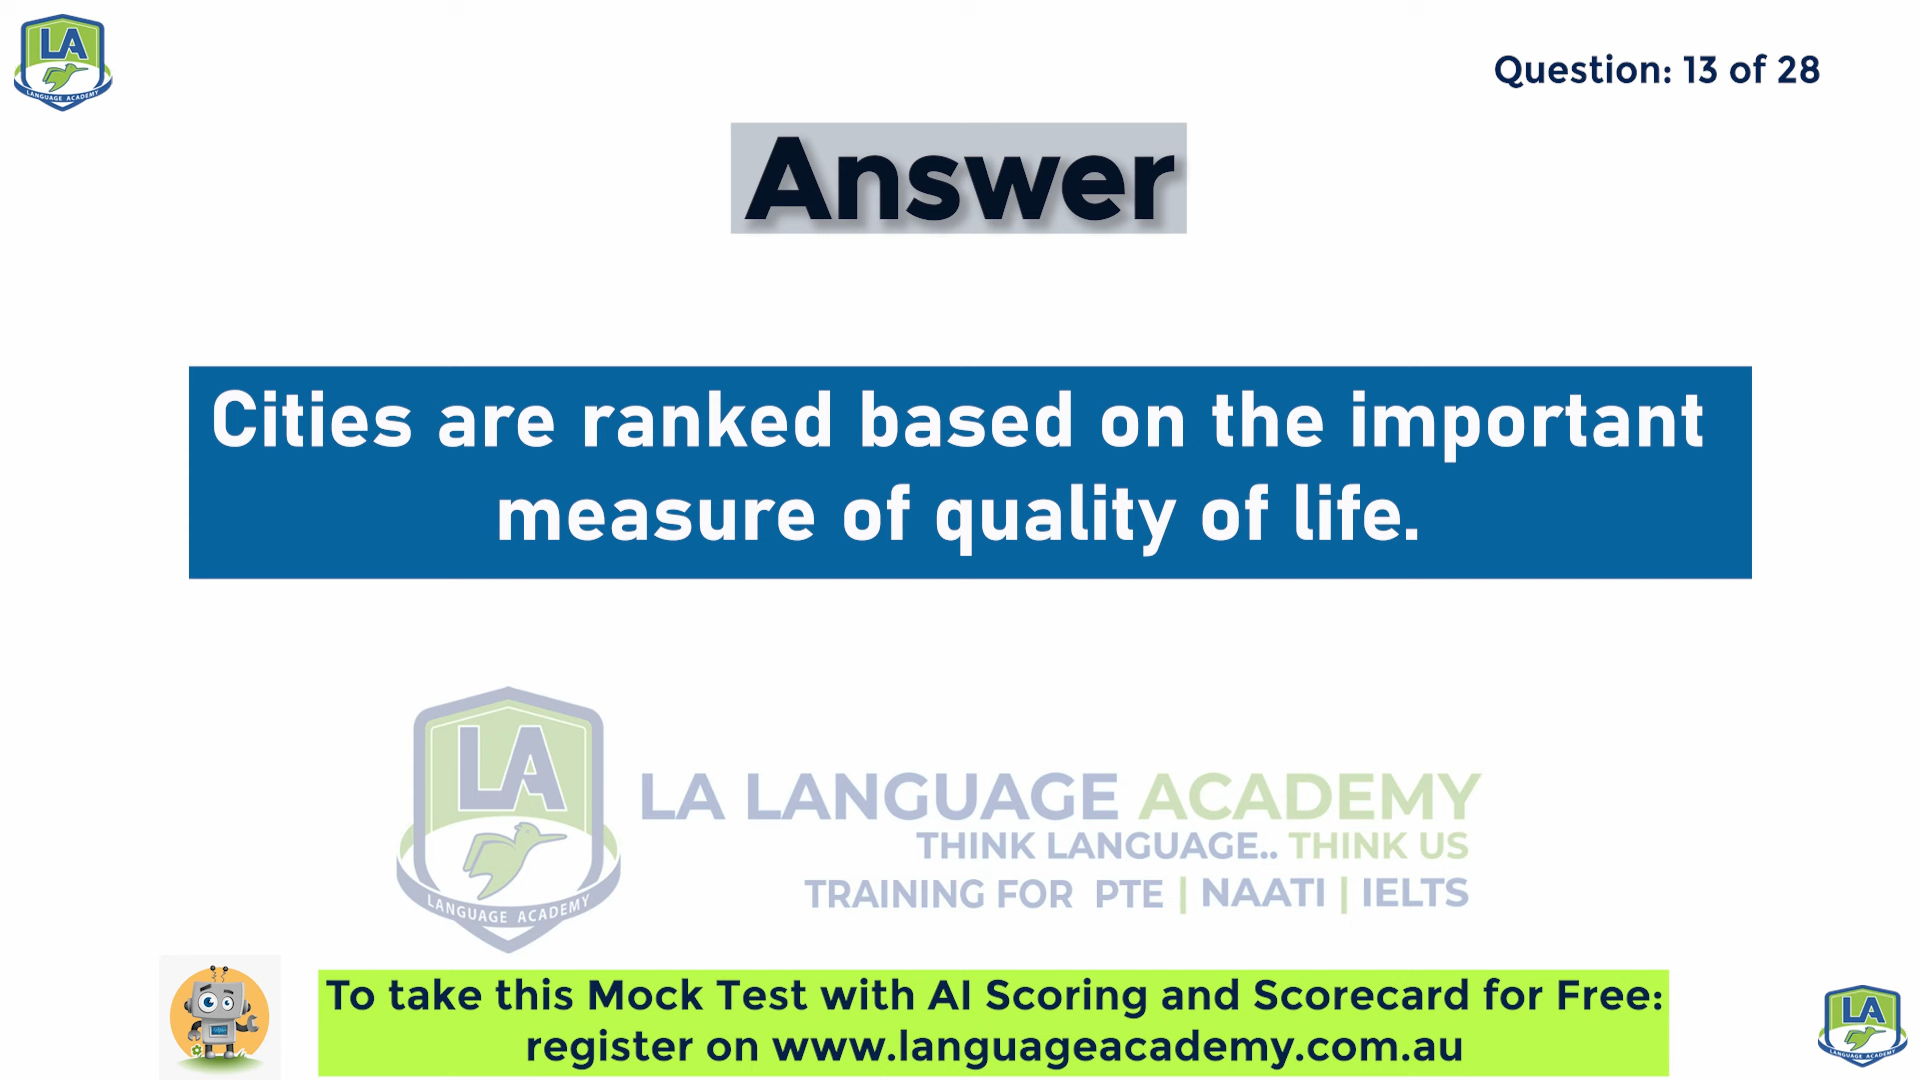 LA
LANGUAGE ACADEMY
Question: 13 of 28
Answer
Cities are ranked based on the important
measure of quality of life.
LA
LANGUAGE ACADEMY
LA LANGUAGE ACADEMY
THINK LANGUAGE.. THINK US
TRAINING FOR PTE | NAATI | IELTS
To take this Mock Test with AI Scoring and Scorecard for Free:
register on www.languageacademy.com.au
LA
LANGUAGE ACADEMY